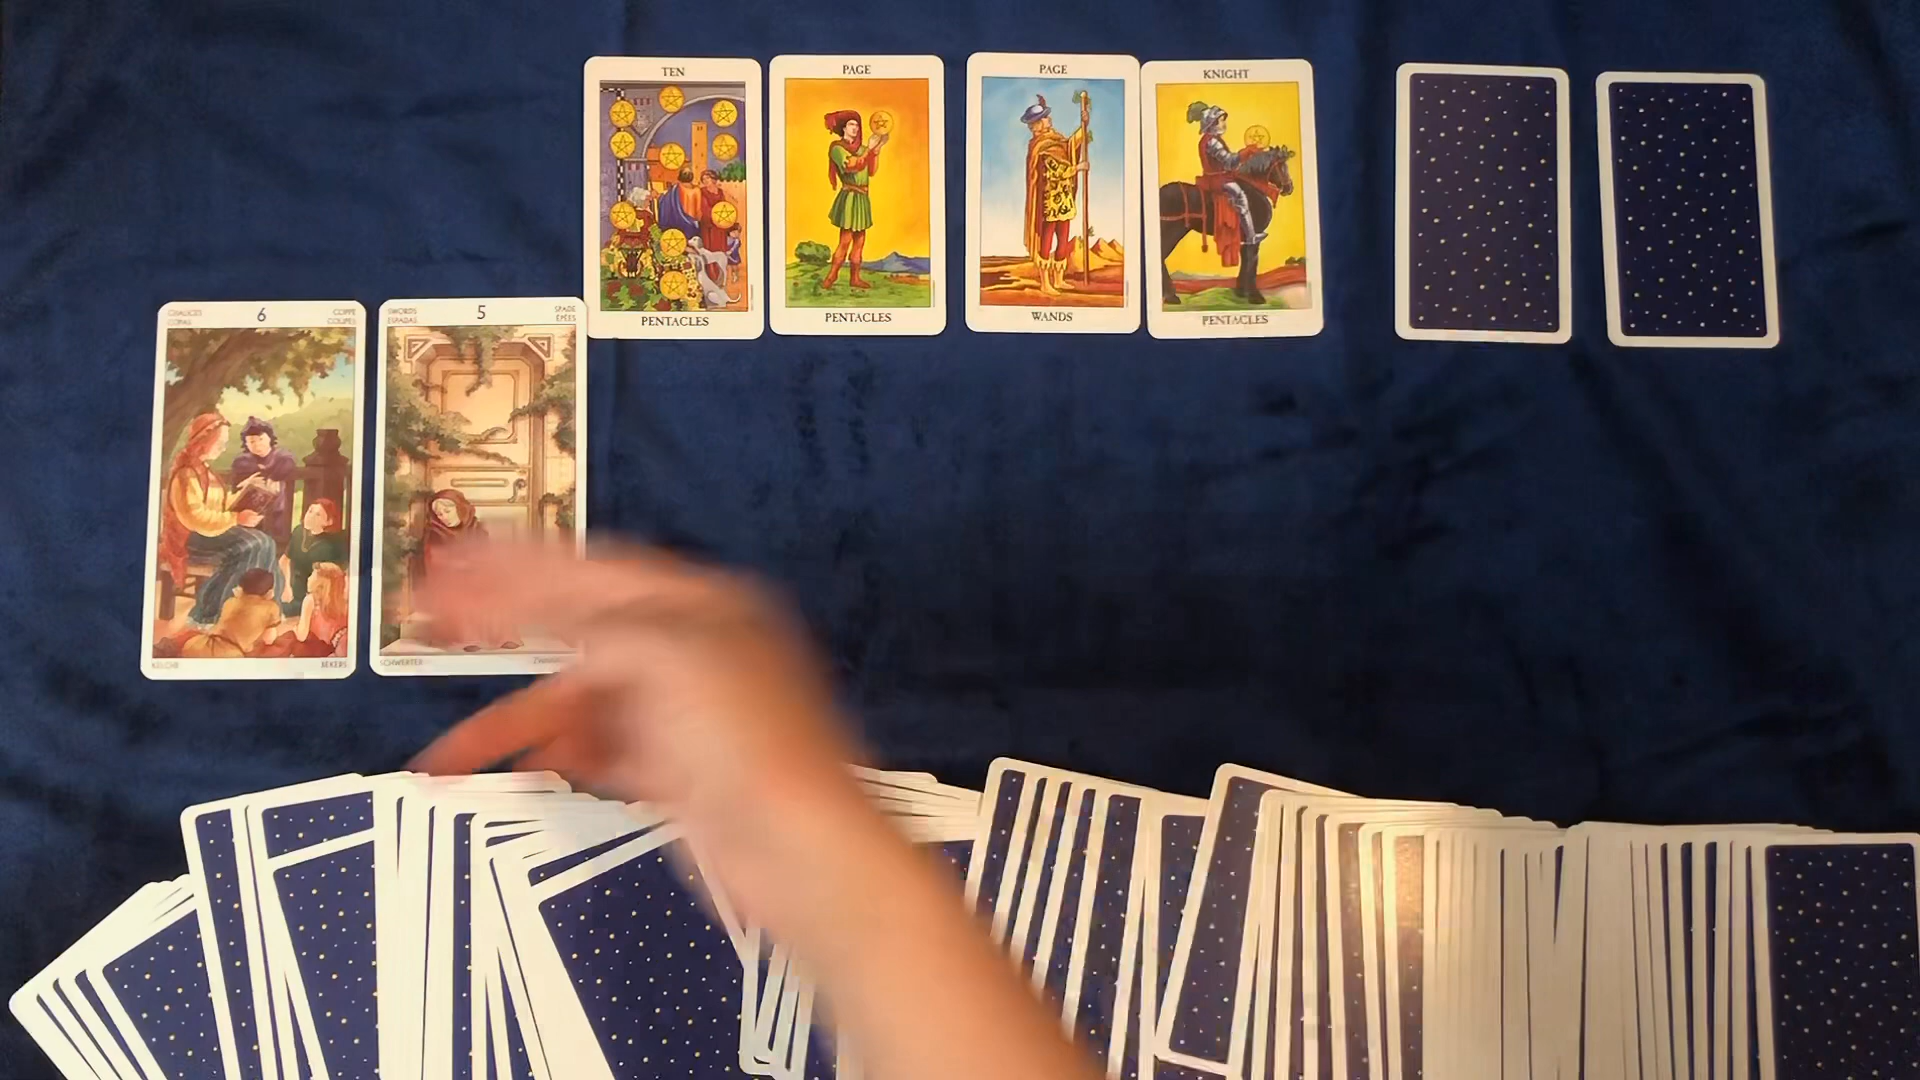 TEN
PENTACLES
PAGE
PENTACLES
PAGE
WANDS
KNIGHT
PENTACLES
CHALICES
COPAS
6
COPPE
COUPES
KELCHE
BEKERS
SWORDS
ESPADAS
5
SPADE
ÉPÉES
SCHWERTER